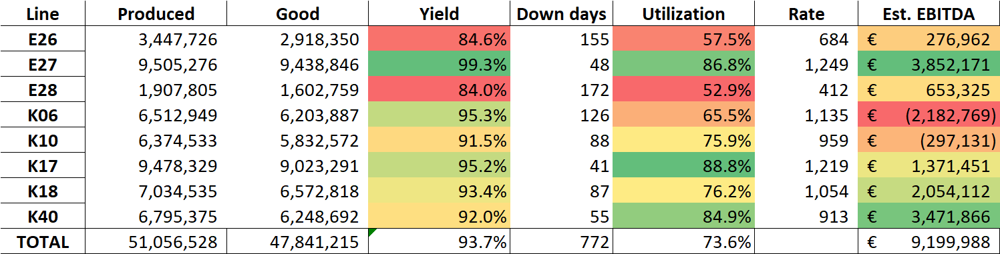 Line Produced Good Yield Down days Utilization Rate Est. EBITDA
E26 3,447,726 2,918,350 84.6% 155 57.5% 684 € 276,962
E27 9,505,276 9,438,846 99.3% 48 86.8% 1,249 € 3,852,171
E28 1,907,805 1,602,759 84.0% 172 52.9% 412 € 653,325
K06 6,512,949 6,203,887 95.3% 126 65.5% 1,135 € (2,182,769)
K10 6,374,533 5,832,572 91.5% 88 75.9% 959 € (297,131)
K17 9,478,329 9,023,291 95.2% 41 88.8% 1,219 € 1,371,451
K18 7,034,535 6,572,818 93.4% 87 76.2% 1,054 € 2,054,112
K40 6,795,375 6,248,692 92.0% 55 84.9% 913 € 3,471,866
TOTAL 51,056,528 47,841,215 93.7% 772 73.6% € 9,199,988